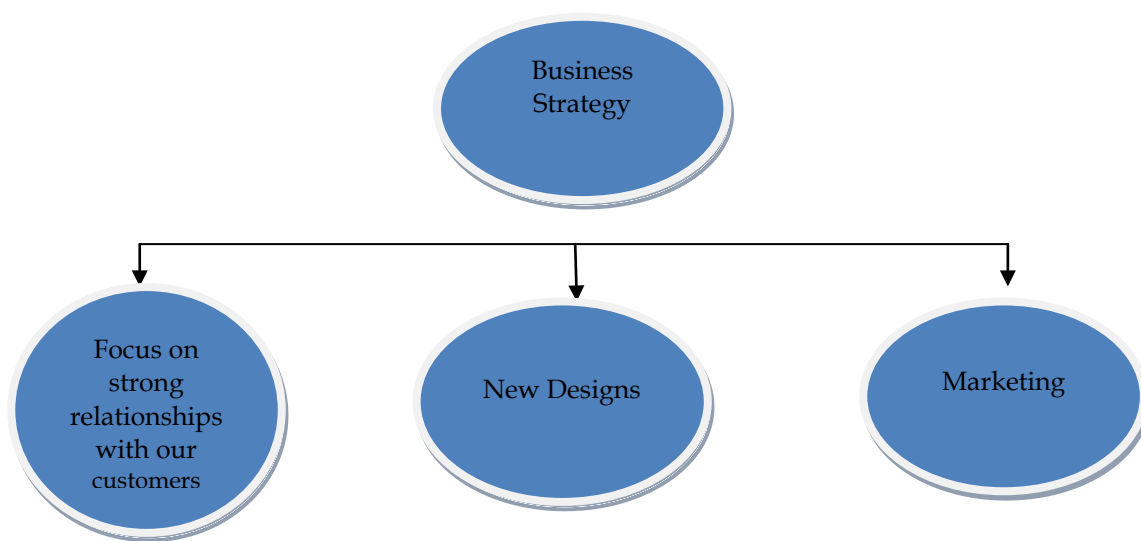 Business
Strategy
Focus on
strong
relationships
with our
customers
New Designs
Marketing